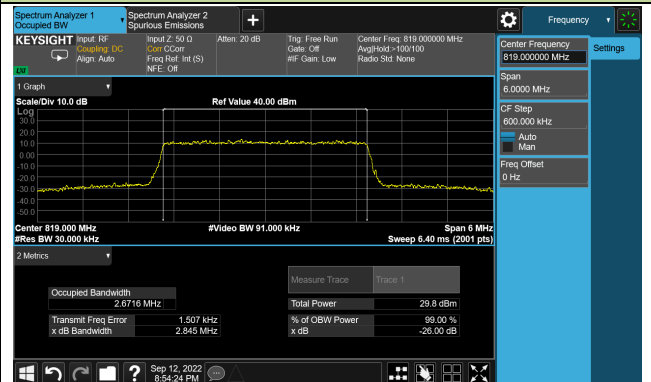 Spectrum Analyzer 1
Occupied BW
Spectrum Analyzer 2
Spurious Emissions
+
Frequency
KEYSIGHT
Input: RF
Coupling: DC
Align: Auto
Input Z: 50 Ω
Corr CCorr
Freq Ref: Int (S)
NFE: Off
Atten: 20 dB
Trig: Free Run
Gate: Off
#IF Gain: Low
Center Freq: 819.000000 MHz
Avg|Hold:>100/100
Radio Std: None
LXI
Center Frequency
819.000000 MHz
Settings
Span
6.0000 MHz
CF Step
600.000 kHz
Auto
Man
Freq Offset
0 Hz
1 Graph
Scale/Div 10.0 dB
Ref Value 40.00 dBm
Log
30.0
20.0
10.0
0.00
-10.0
-20.0
-30.0
-40.0
-50.0
Center 819.000 MHz
#Video BW 91.000 kHz
Span 6 MHz
#Res BW 30.000 kHz
Sweep 6.40 ms (2001 pts)
2 Metrics
Measure Trace
Trace 1
Occupied Bandwidth
2.6716 MHz
Total Power
29.8 dBm
Transmit Freq Error
1.507 kHz
% of OBW Power
99.00 %
x dB Bandwidth
2.845 MHz
x dB
-26.00 dB
?
Sep 12, 2022
8:54:24 PM